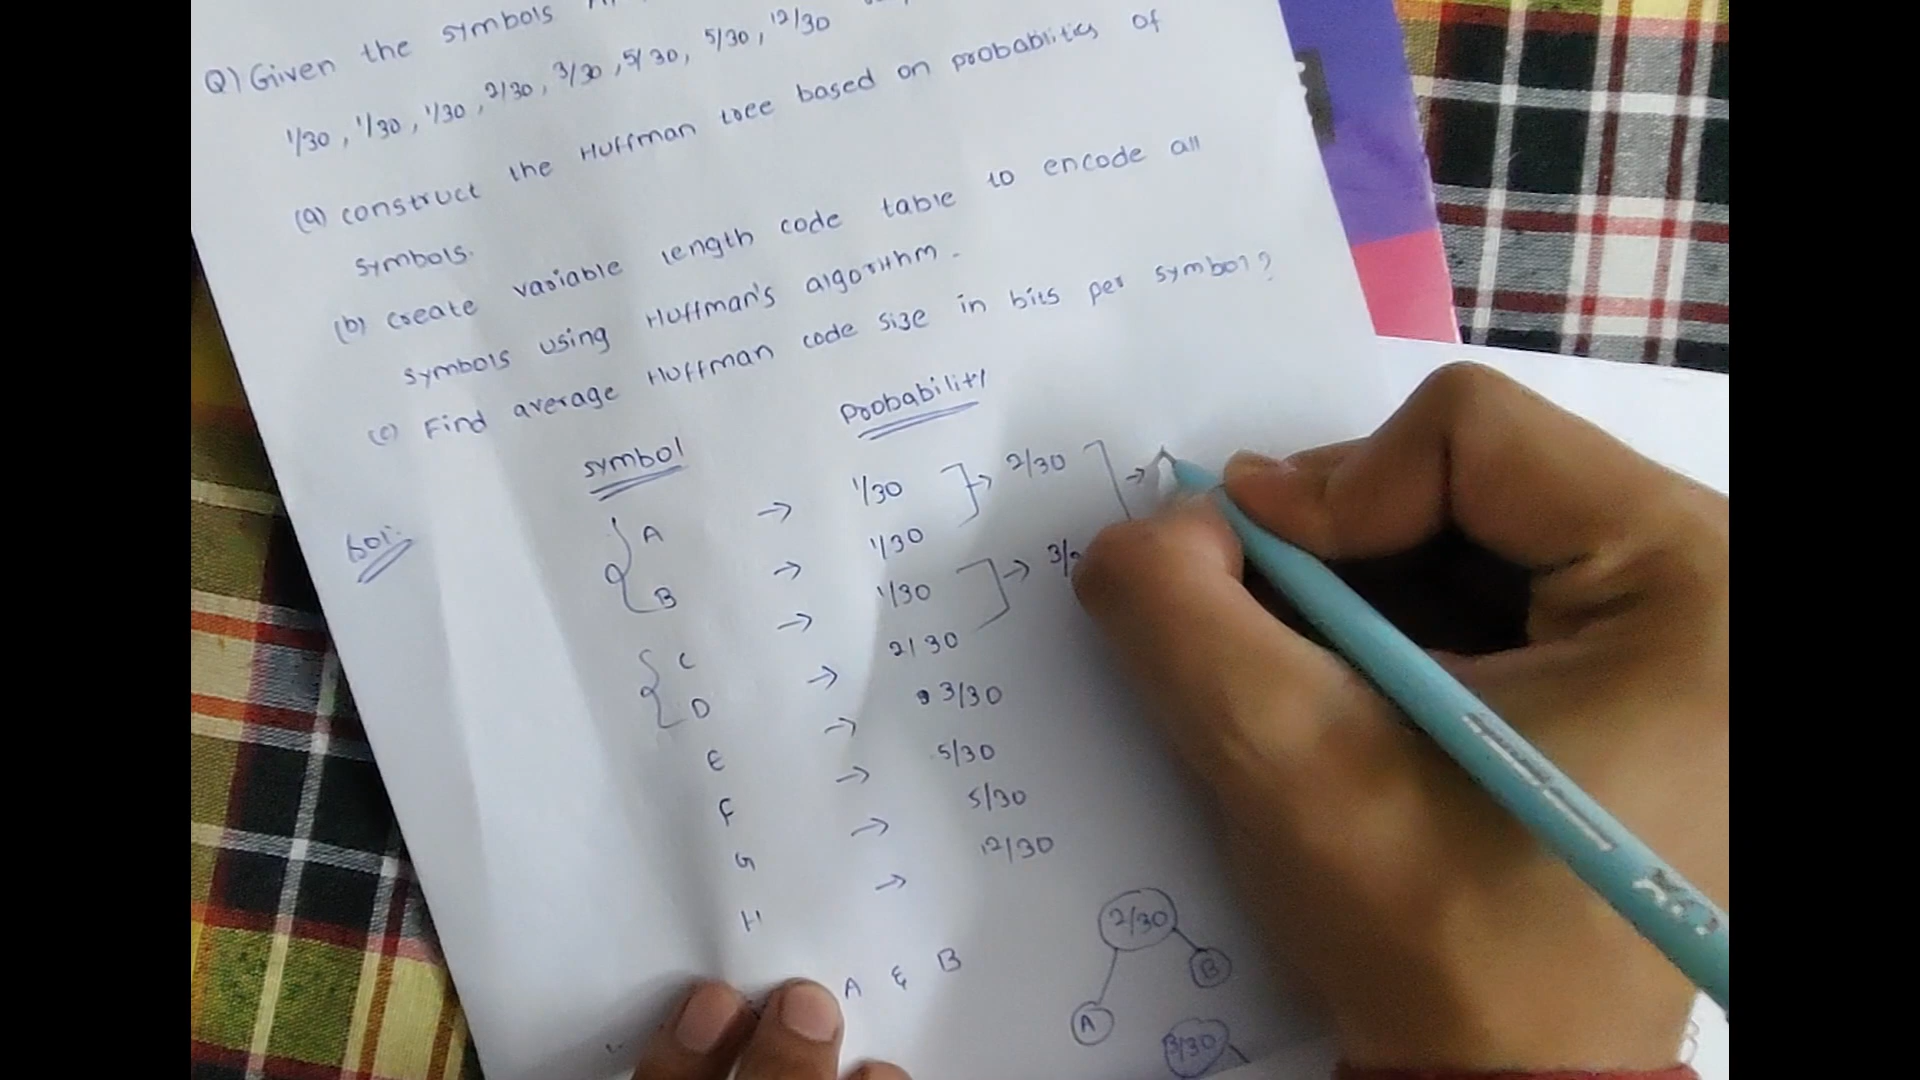 Q) Given the symbols
1/30, 1/30, 1/30, 2/30, 3/30, 5/30, 5/30, 12/30
(a) construct the Huffman tree based on probabilities of
symbols.
(b) create variable length code table to encode all
symbols using Huffman's algorithm.
(c) Find average Huffman code size in bits per symbol?
Symbol Probability
Sol:
A → 1/30 → 2/30 →
B → 1/30
C → 1/30 → 3/
D → 2/30
E → 3/30
F → 5/30
G → 5/30
H → 12/30
A & B
2/30
A B
3/30